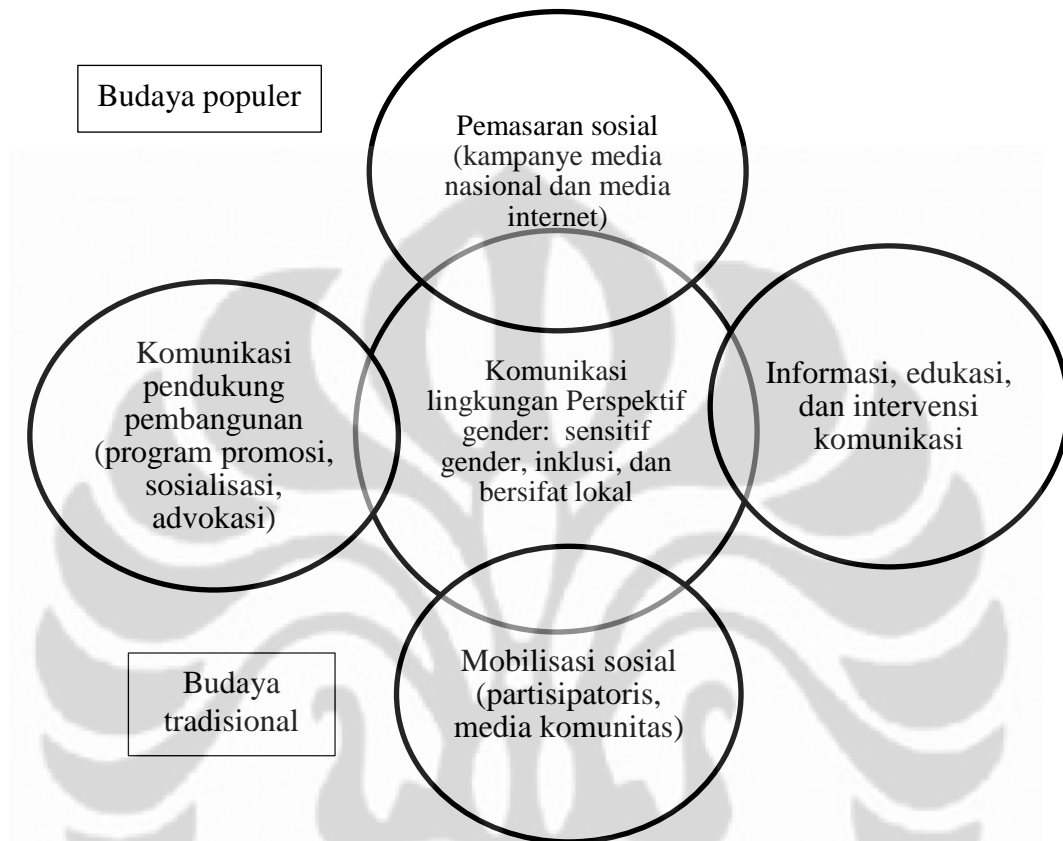 Budaya populer
Pemasaran sosial
(kampanye media
nasional dan media
internet)
Komunikasi
pendukung
pembangunan
(program promosi,
sosialisasi,
advokasi)
Komunikasi
lingkungan Perspektif
gender:  sensitif
gender, inklusi, dan
bersifat lokal
Informasi, edukasi,
dan intervensi
komunikasi
Budaya
tradisional
Mobilisasi sosial
(partisipatoris,
media komunitas)